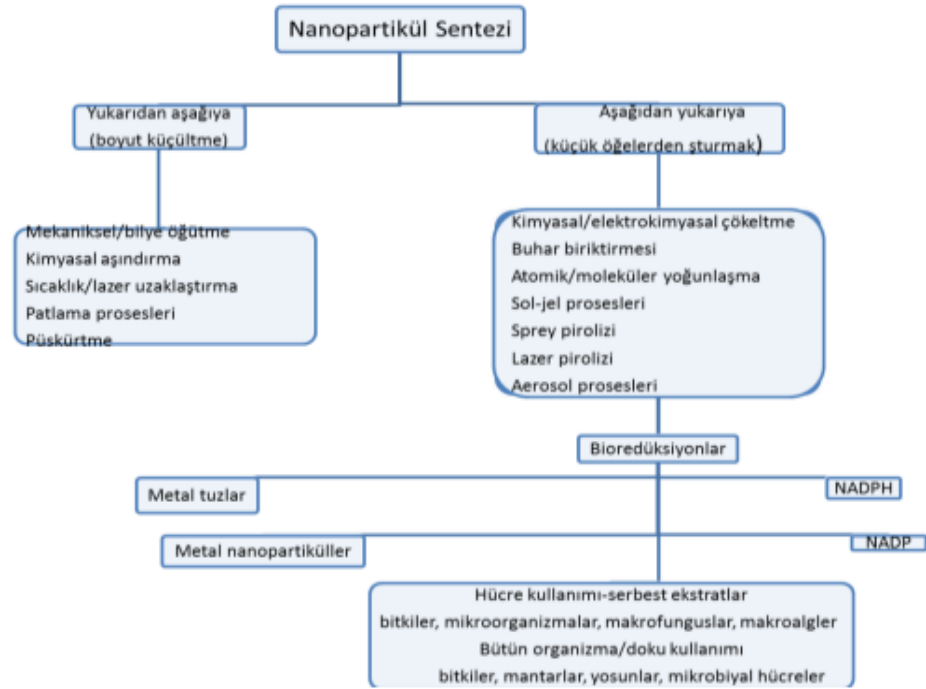 Nanopartikül Sentezi
Yukarıdan aşağıya
(boyut küçültme)
Aşağıdan yukarıya
(küçük öğelerden şturmak)
Mekaniksel/bilye öğütme
Kimyasal aşındırma
Sıcaklık/lazer uzaklaştırma
Patlama prosesleri
Püskürtme
Kimyasal/elektrokimyasal çökeltme
Buhar biriktirmesi
Atomik/moleküler yoğunlaşma
Sol-jel prosesleri
Sprey pirolizi
Lazer pirolizi
Aerosol prosesleri
Bioredüksiyonlar
Metal tuzlar
NADPH
Metal nanopartiküller
NADP
Hücre kullanımı-serbest ekstratlar
bitkiler, mikroorganizmalar, makrofunguslar, makroalgler
Bütün organizma/doku kullanımı
bitkiler, mantarlar, yosunlar, mikrobiyal hücreler